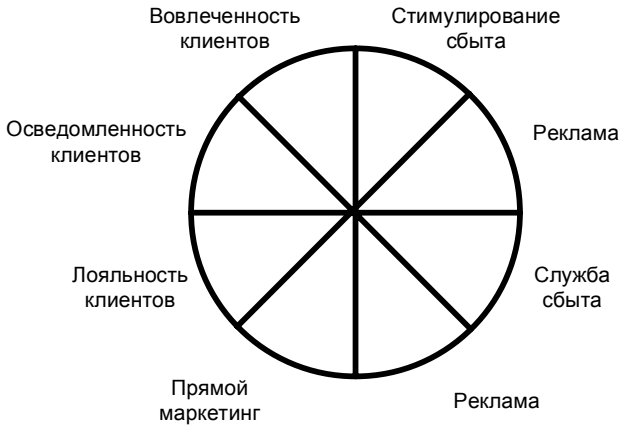 Вовлеченность
клиентов
Стимулирование
сбыта
Осведомленность
клиентов
Реклама
Лояльность
клиентов
Служба
сбыта
Прямой
маркетинг
Реклама